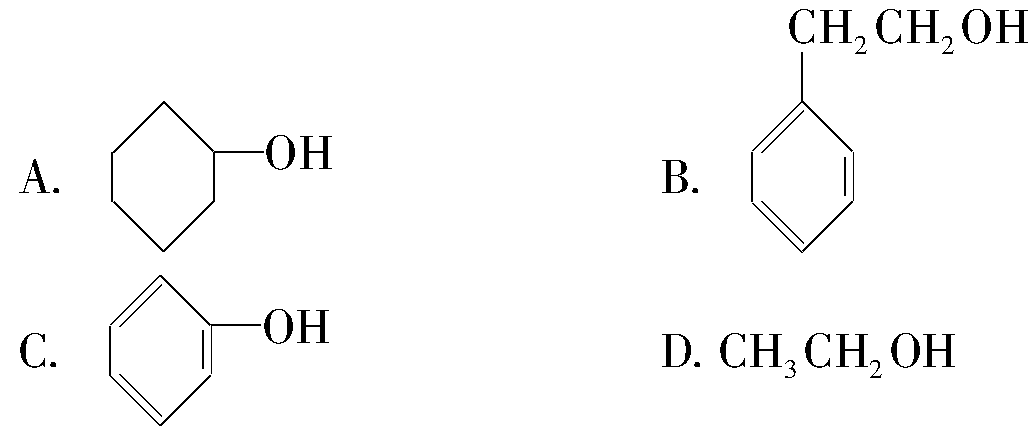 CH₂CH₂OH
A. OH
B.
C. OH
D. CH₃CH₂OH